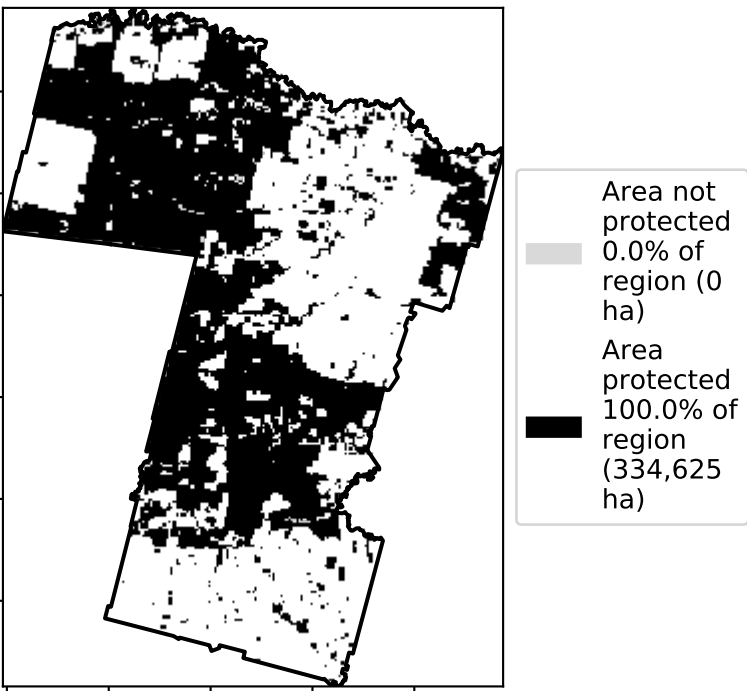 Area not
protected
0.0% of
region (0
ha)
Area
protected
100.0% of
region
(334,625
ha)